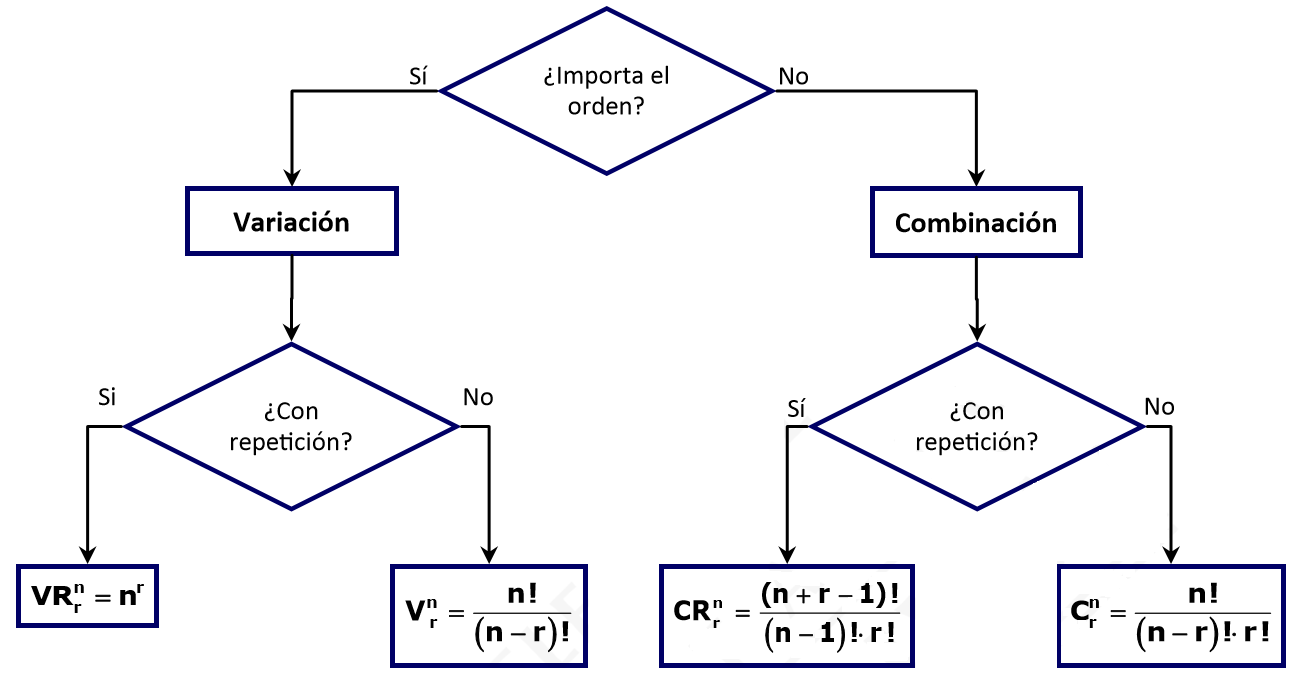 ¿Importa el
orden?
Sí
No
Variación
Combinación
¿Con
repetición?
Si
No
¿Con
repetición?
Sí
No
VRⁿᵣ = nʳ
Vⁿᵣ = n! / (n − r)!
CRⁿᵣ = (n + r − 1)! / (n − 1)!· r!
Cⁿᵣ = n! / (n − r)!· r!